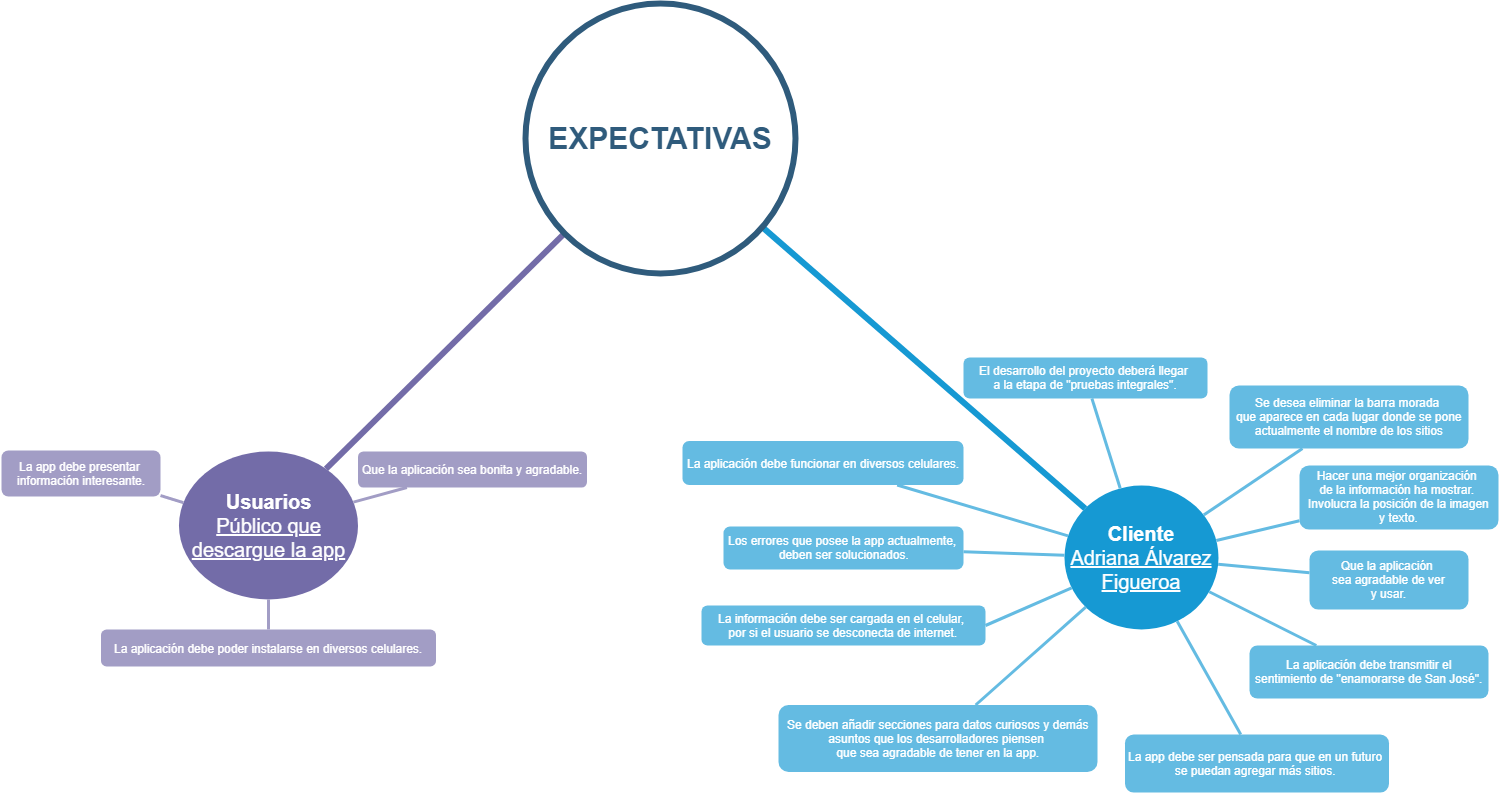 EXPECTATIVAS
La app debe presentar
información interesante.
Que la aplicación sea bonita y agradable.
Usuarios
Público que
descargue la app
La aplicación debe poder instalarse en diversos celulares.
El desarrollo del proyecto deberá llegar
a la etapa de "pruebas integrales".
Se desea eliminar la barra morada
que aparece en cada lugar donde se pone
actualmente el nombre de los sitios
La aplicación debe funcionar en diversos celulares.
Hacer una mejor organización
de la información ha mostrar.
Involucra la posición de la imagen
y texto.
Cliente
Adriana Álvarez
Figueroa
Los errores que posee la app actualmente,
deben ser solucionados.
Que la aplicación
sea agradable de ver
y usar.
La información debe ser cargada en el celular,
por si el usuario se desconecta de internet.
La aplicación debe transmitir el
sentimiento de "enamorarse de San José".
Se deben añadir secciones para datos curiosos y demás
asuntos que los desarrolladores piensen
que sea agradable de tener en la app.
La app debe ser pensada para que en un futuro
se puedan agregar más sitios.